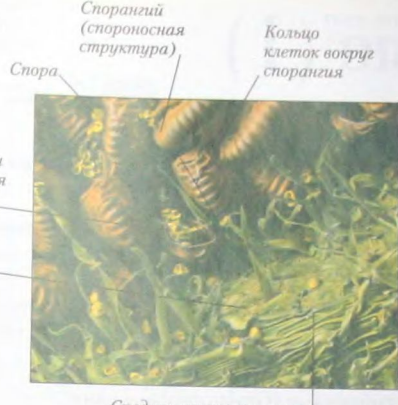 Спорангий
(спороносная
структура)
Кольцо
клеток вокруг
спорангия
Спора